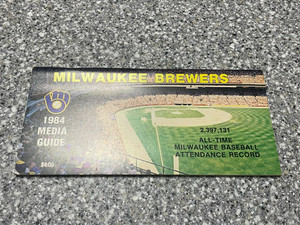 MILWAUKEE BREWERS
1984
MEDIA
GUIDE
2,397,131
ALL-TIME
MILWAUKEE BASEBALL
ATTENDANCE RECORD